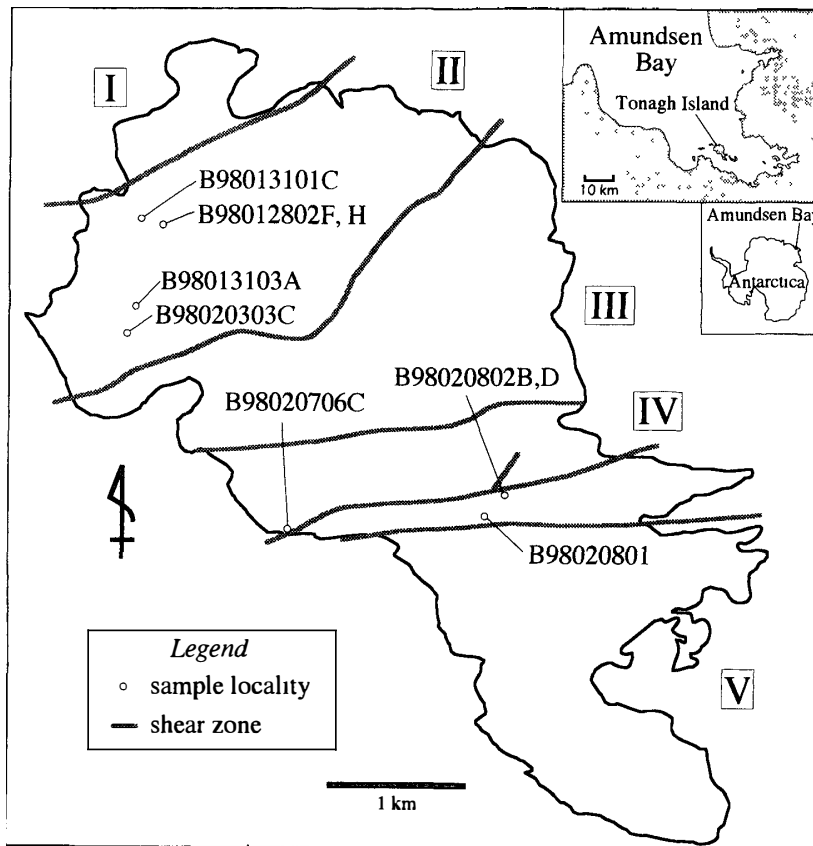 I
II
Amundsen
Bay
Tonagh Island
10 km
B98013101C
B98012802F, H
Amundsen Bay
Antarctica
B98013103A
B98020303C
III
B98020802B,D
B98020706C
IV
B98020801
Legend
sample locality
shear zone
V
1 km